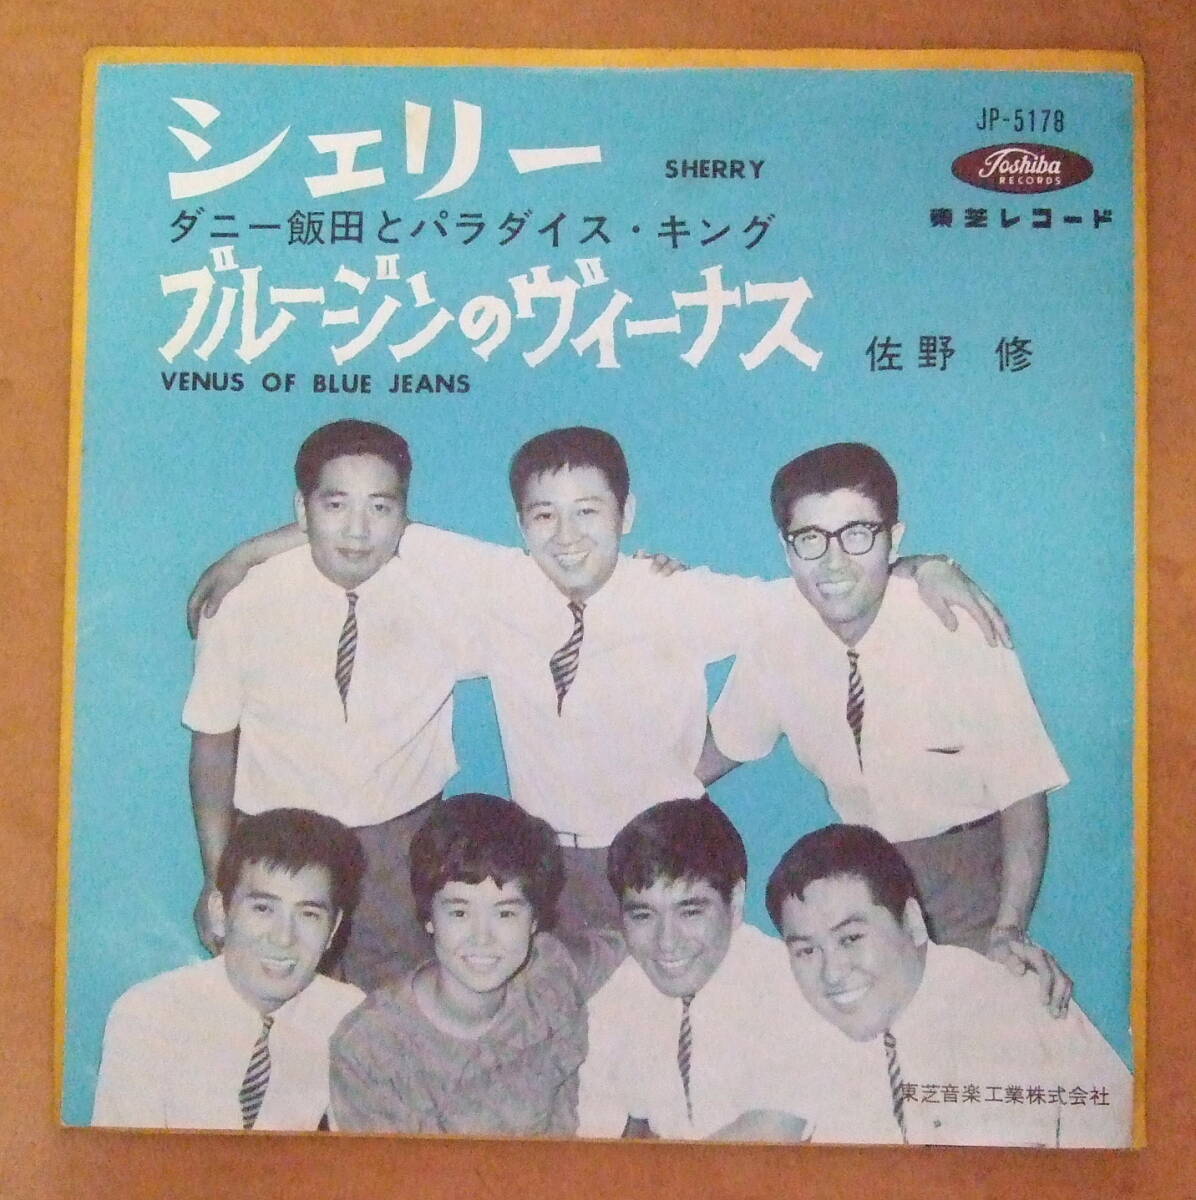 シェリー SHERRY
JP-5178
Toshiba
RECORDS
東芝レコード
ダニー飯田とパラダイス・キング
ブルージンのヴィーナス 佐野 修
VENUS OF BLUE JEANS
東芝音楽工業株式会社